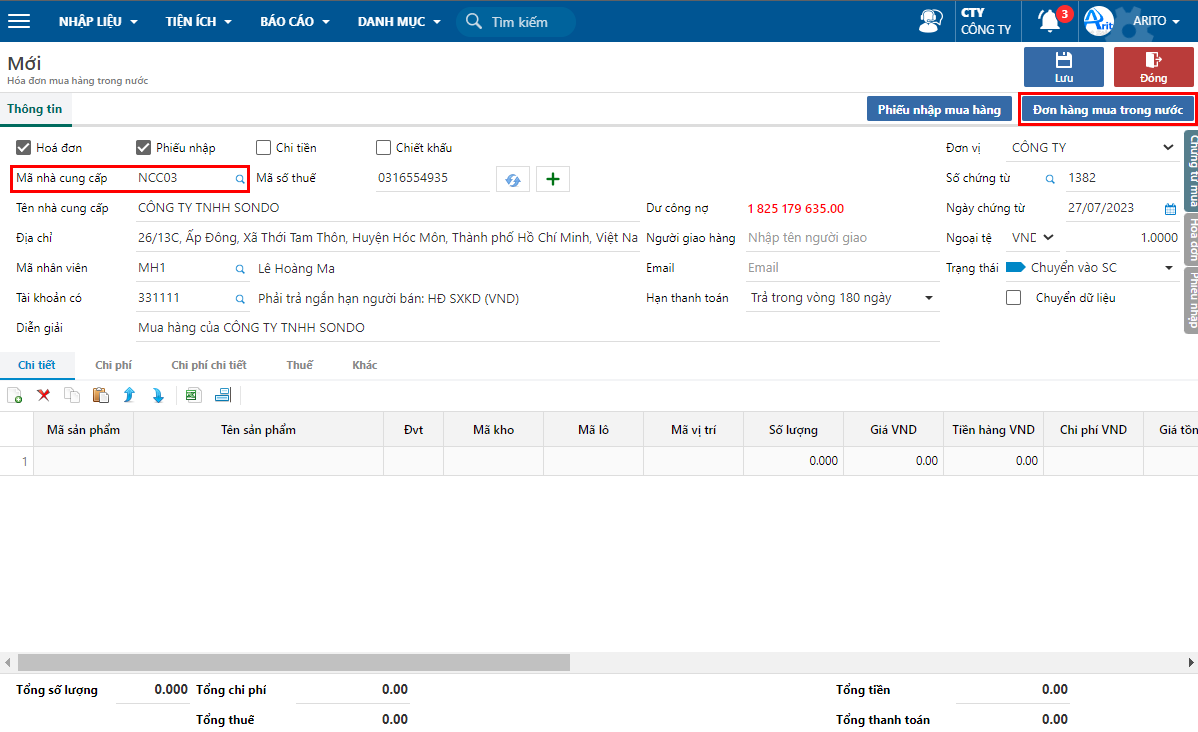 NHẬP LIỆU TIỆN ÍCH BÁO CÁO DANH MỤC Tìm kiếm CTY CÔNG TY 3 Arit ARITO
Mới
Hóa đơn mua hàng trong nước
Lưu Đóng
Thông tin Phiếu nhập mua hàng Đơn hàng mua trong nước
Hoá đơn Phiếu nhập Chi tiền Chiết khấu Đơn vị CÔNG TY
Mã nhà cung cấp NCC03 Mã số thuế 0316554935 Số chứng từ 1382
Tên nhà cung cấp CÔNG TY TNHH SONDO Dư công nợ 1 825 179 635.00 Ngày chứng từ 27/07/2023
Địa chỉ 26/13C, Ấp Đông, Xã Thới Tam Thôn, Huyện Hóc Môn, Thành phố Hồ Chí Minh, Việt Na Người giao hàng Nhập tên người giao Ngoại tệ VND 1.0000
Mã nhân viên MH1 Lê Hoàng Ma Email Email Trạng thái Chuyển vào SC
Tài khoản có 331111 Phải trả ngắn hạn người bán: HĐ SXKD (VND) Hạn thanh toán Trả trong vòng 180 ngày Chuyển dữ liệu
Diễn giải Mua hàng của CÔNG TY TNHH SONDO
Chứng từ mua
Hoá đơn
Phiếu nhập
Chi tiết Chi phí Chi phí chi tiết Thuế Khác
Mã sản phẩm Tên sản phẩm Đvt Mã kho Mã lô Mã vị trí Số lượng Giá VND Tiền hàng VND Chi phí VND Giá tồn
1 0.000 0.00 0.00
Tổng số lượng 0.000 Tổng chi phí 0.00 Tổng tiền 0.00
Tổng thuế 0.00 Tổng thanh toán 0.00